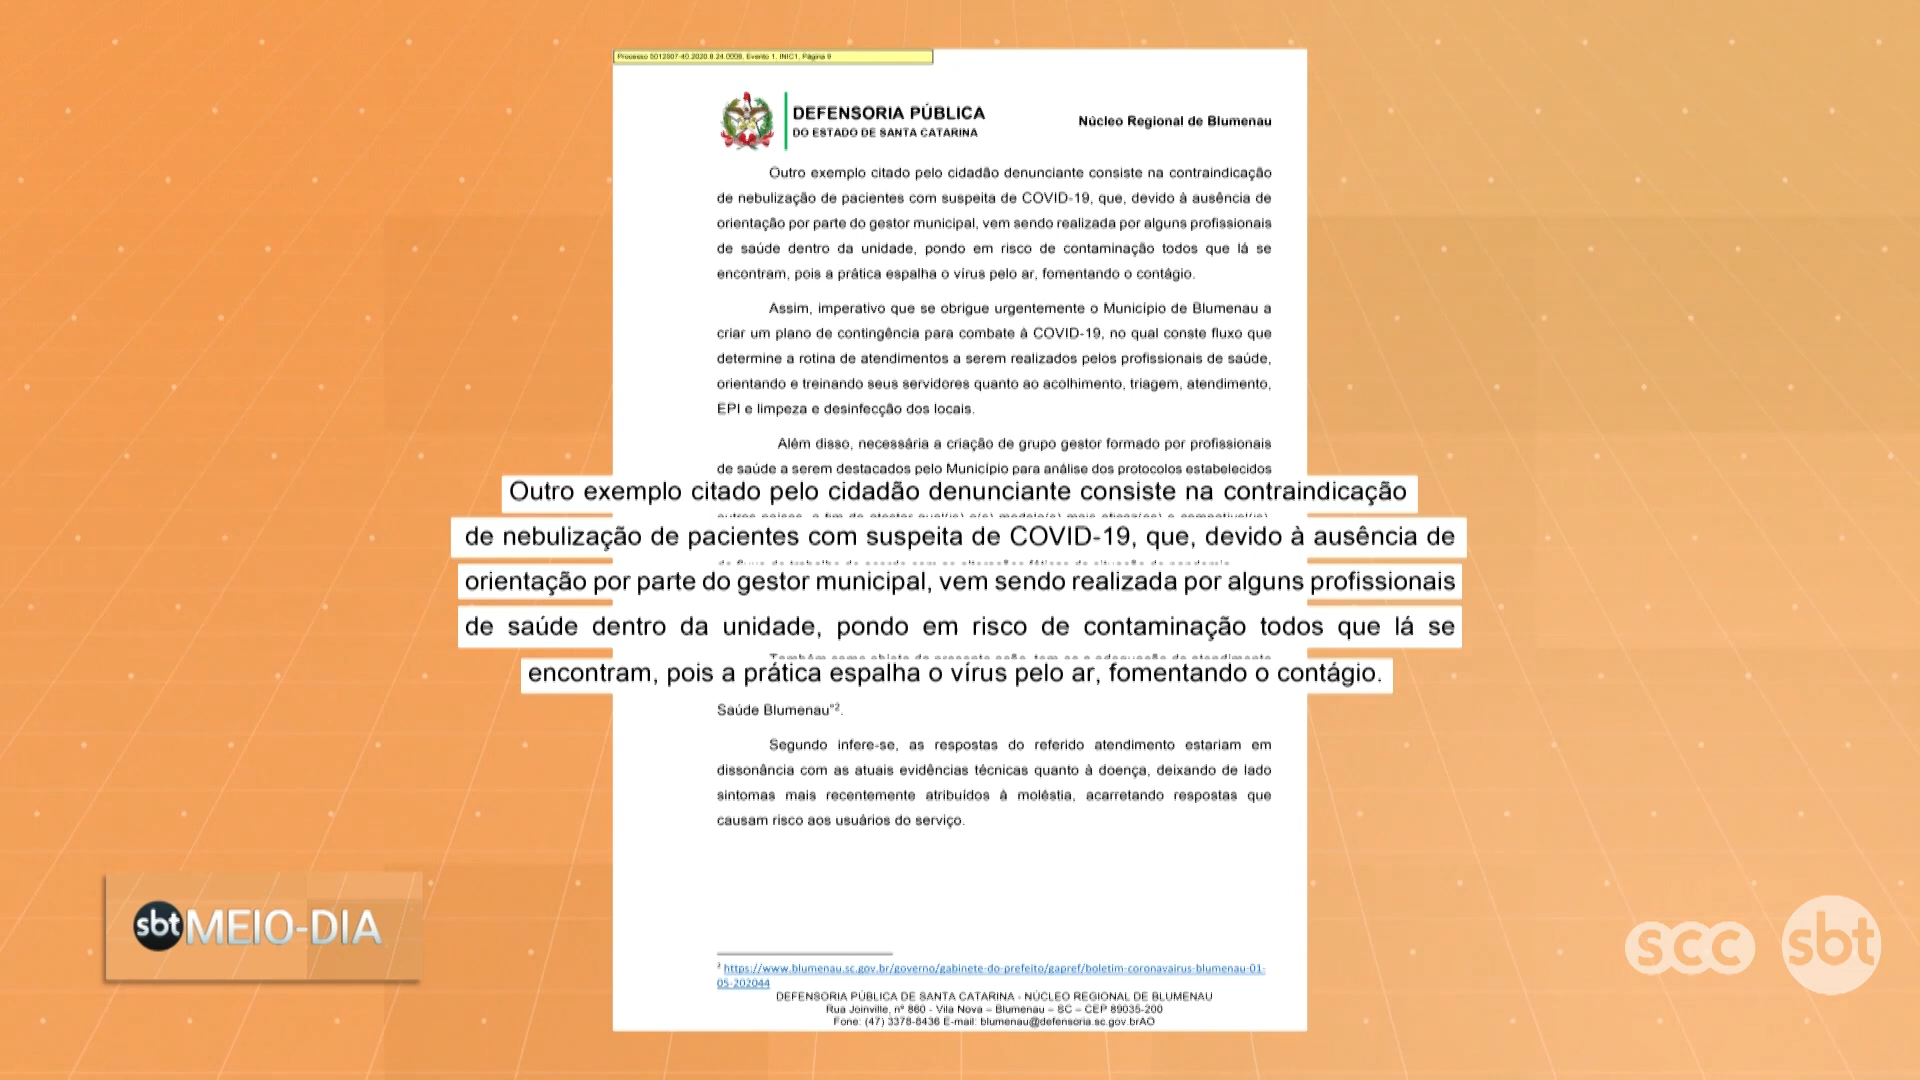 Processo 5012807-40.2020.8.24.0008, Evento 1, INIC1, Página 9
DEFENSORIA PÚBLICA
DO ESTADO DE SANTA CATARINA
Núcleo Regional de Blumenau
Outro exemplo citado pelo cidadão denunciante consiste na contraindicação
de nebulização de pacientes com suspeita de COVID-19, que, devido à ausência de
orientação por parte do gestor municipal, vem sendo realizada por alguns profissionais
de saúde dentro da unidade, pondo em risco de contaminação todos que lá se
encontram, pois a prática espalha o vírus pelo ar, fomentando o contágio.
Assim, imperativo que se obrigue urgentemente o Município de Blumenau a
criar um plano de contingência para combate à COVID-19, no qual conste fluxo que
determine a rotina de atendimentos a serem realizados pelos profissionais de saúde,
orientando e treinando seus servidores quanto ao acolhimento, triagem, atendimento,
EPI e limpeza e desinfecção dos locais.
Além disso, necessária a criação de grupo gestor formado por profissionais
de saúde a serem destacados pelo Município para análise dos protocolos estabelecidos
Outro exemplo citado pelo cidadão denunciante consiste na contraindicação
de nebulização de pacientes com suspeita de COVID-19, que, devido à ausência de
orientação por parte do gestor municipal, vem sendo realizada por alguns profissionais
de saúde dentro da unidade, pondo em risco de contaminação todos que lá se
encontram, pois a prática espalha o vírus pelo ar, fomentando o contágio.
Saúde Blumenau"².
Segundo infere-se, as respostas do referido atendimento estariam em
dissonância com as atuais evidências técnicas quanto à doença, deixando de lado
sintomas mais recentemente atribuídos à moléstia, acarretando respostas que
causam risco aos usuários do serviço.
² https://www.blumenau.sc.gov.br/governo/gabinete-do-prefeito/gapref/boletim-coronavairus-blumenau-01-
05-202044
DEFENSORIA PÚBLICA DE SANTA CATARINA - NÚCLEO REGIONAL DE BLUMENAU
Rua Joinville, nº 860 - Vila Nova – Blumenau – SC – CEP 89035-200
Fone: (47) 3378-8436 E-mail: blumenau@defensoria.sc.gov.brAO
sbt MEIO-DIA
scc sbt